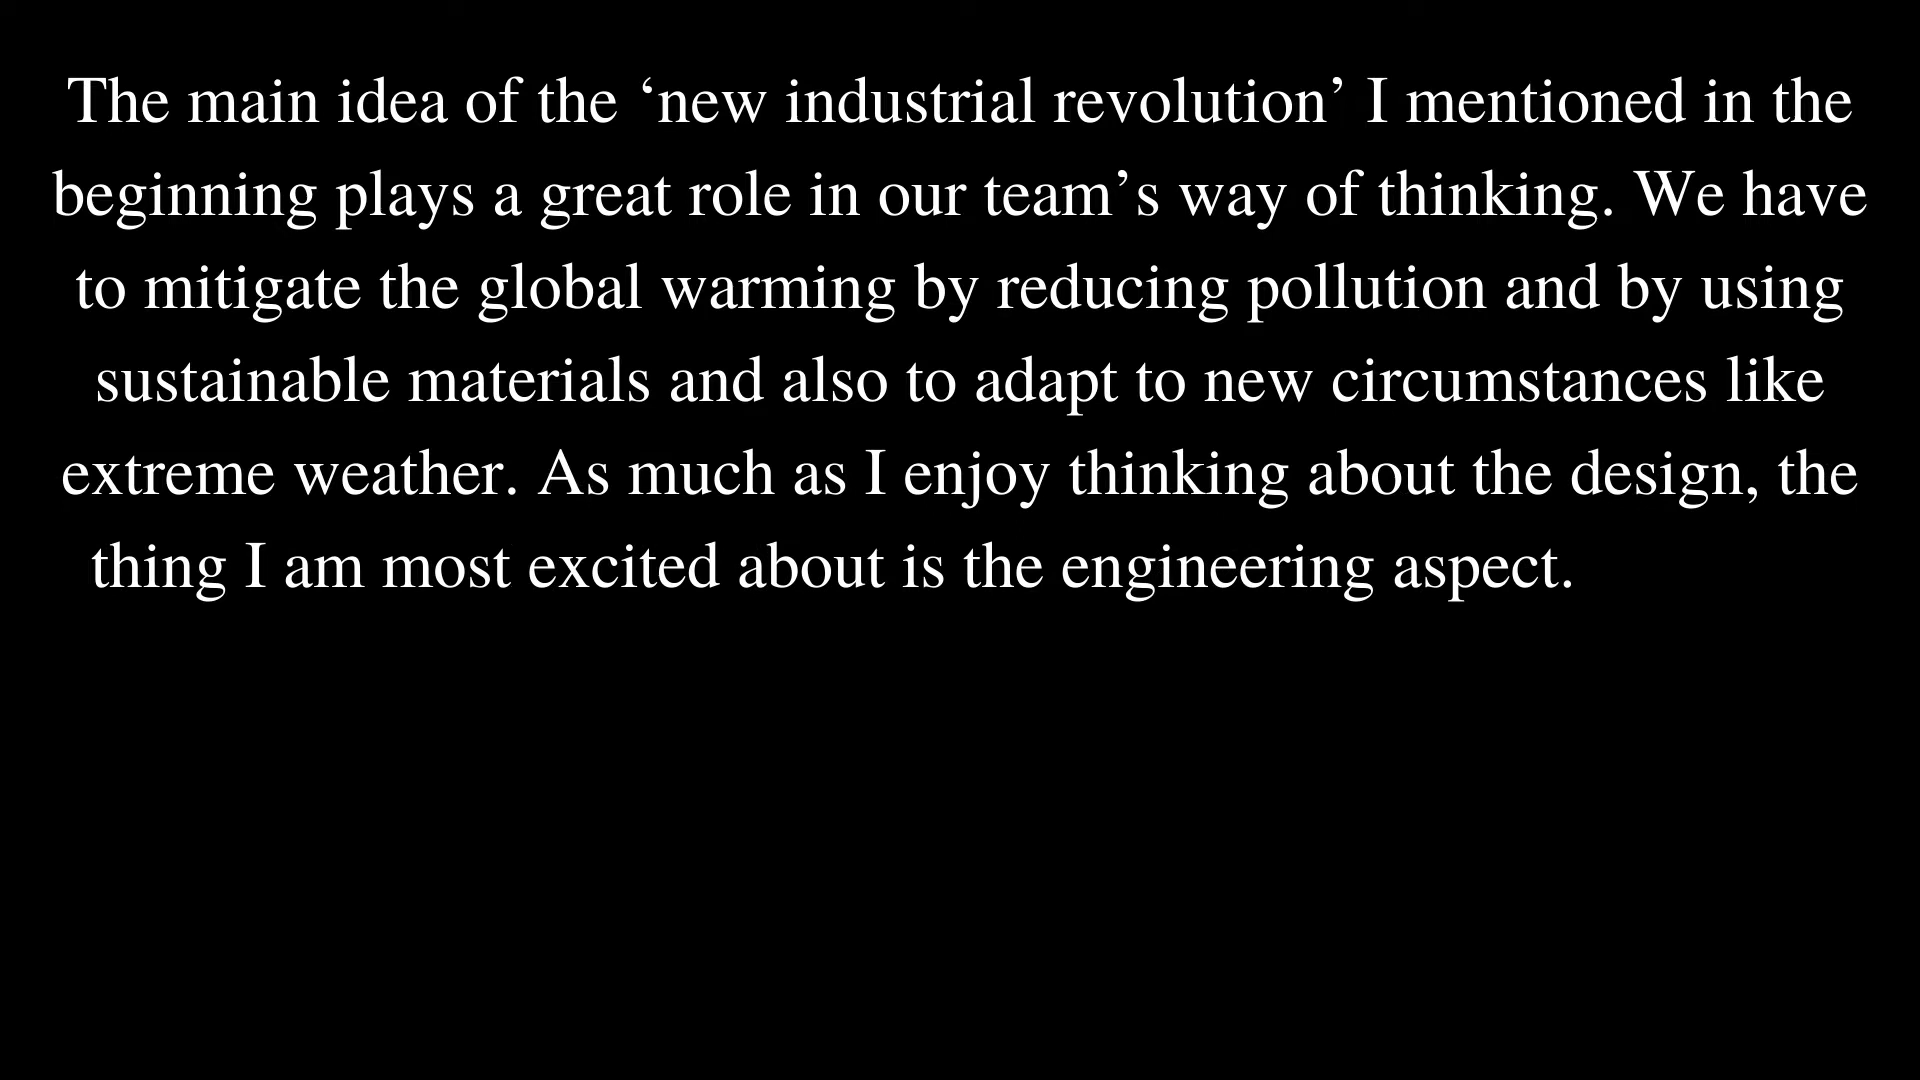 The main idea of the ‘new industrial revolution’ I mentioned in the
beginning plays a great role in our team’s way of thinking. We have
to mitigate the global warming by reducing pollution and by using
sustainable materials and also to adapt to new circumstances like
extreme weather. As much as I enjoy thinking about the design, the
thing I am most excited about is the engineering aspect.